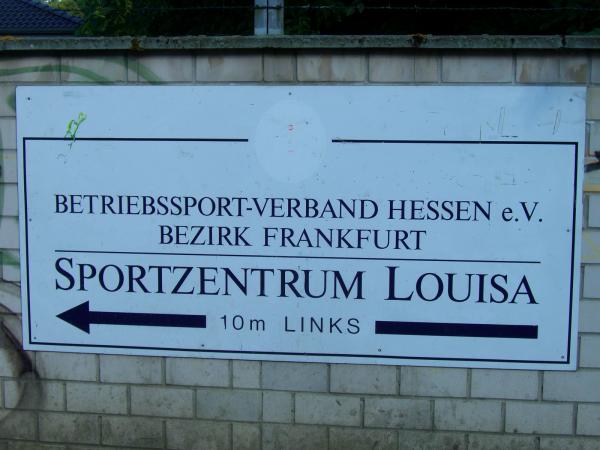 BETRIEBSSPORT-VERBAND HESSEN e.V.
BEZIRK FRANKFURT
SPORTZENTRUM LOUISA
10m LINKS